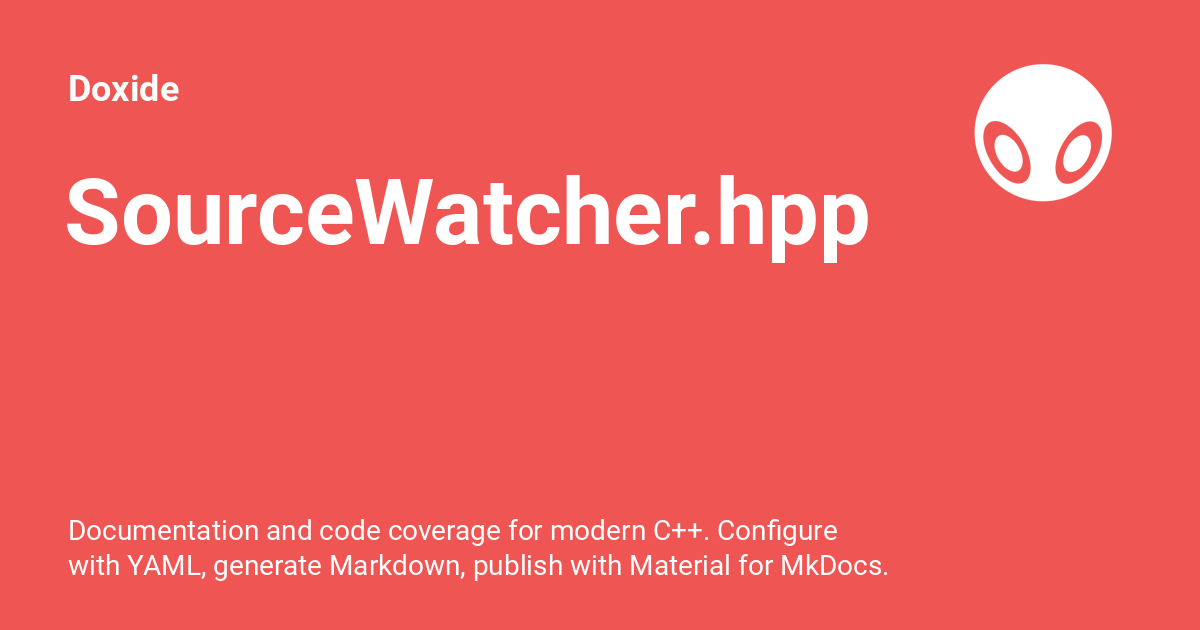 Doxide
SourceWatcher.hpp
Documentation and code coverage for modern C++. Configure
with YAML, generate Markdown, publish with Material for MkDocs.